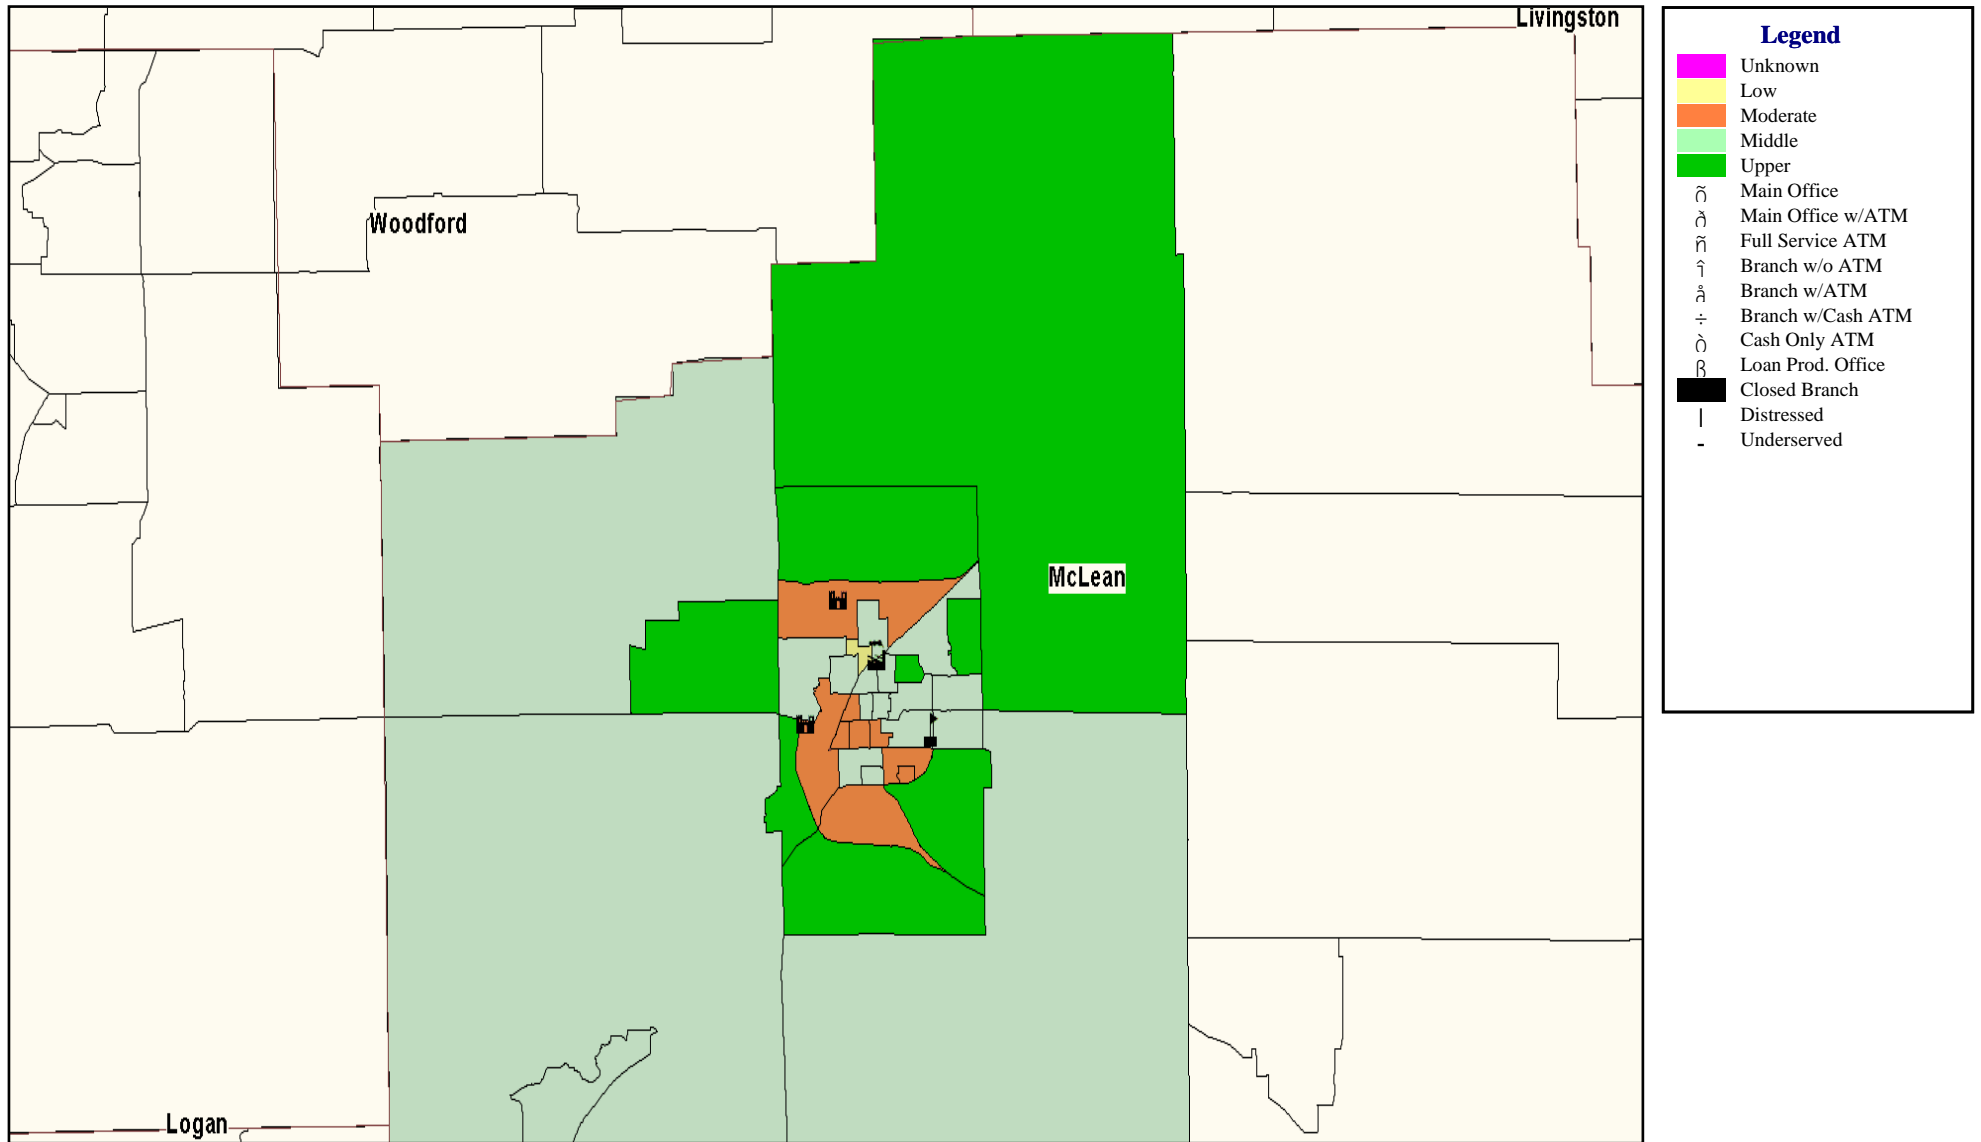 Livingston
Woodford
McLean
Logan
Legend
Unknown
Low
Moderate
Middle
Upper
õ Main Office
ð Main Office w/ATM
ñ Full Service ATM
î Branch w/o ATM
å Branch w/ATM
÷ Branch w/Cash ATM
ò Cash Only ATM
ß Loan Prod. Office
Closed Branch
| Distressed
- Underserved